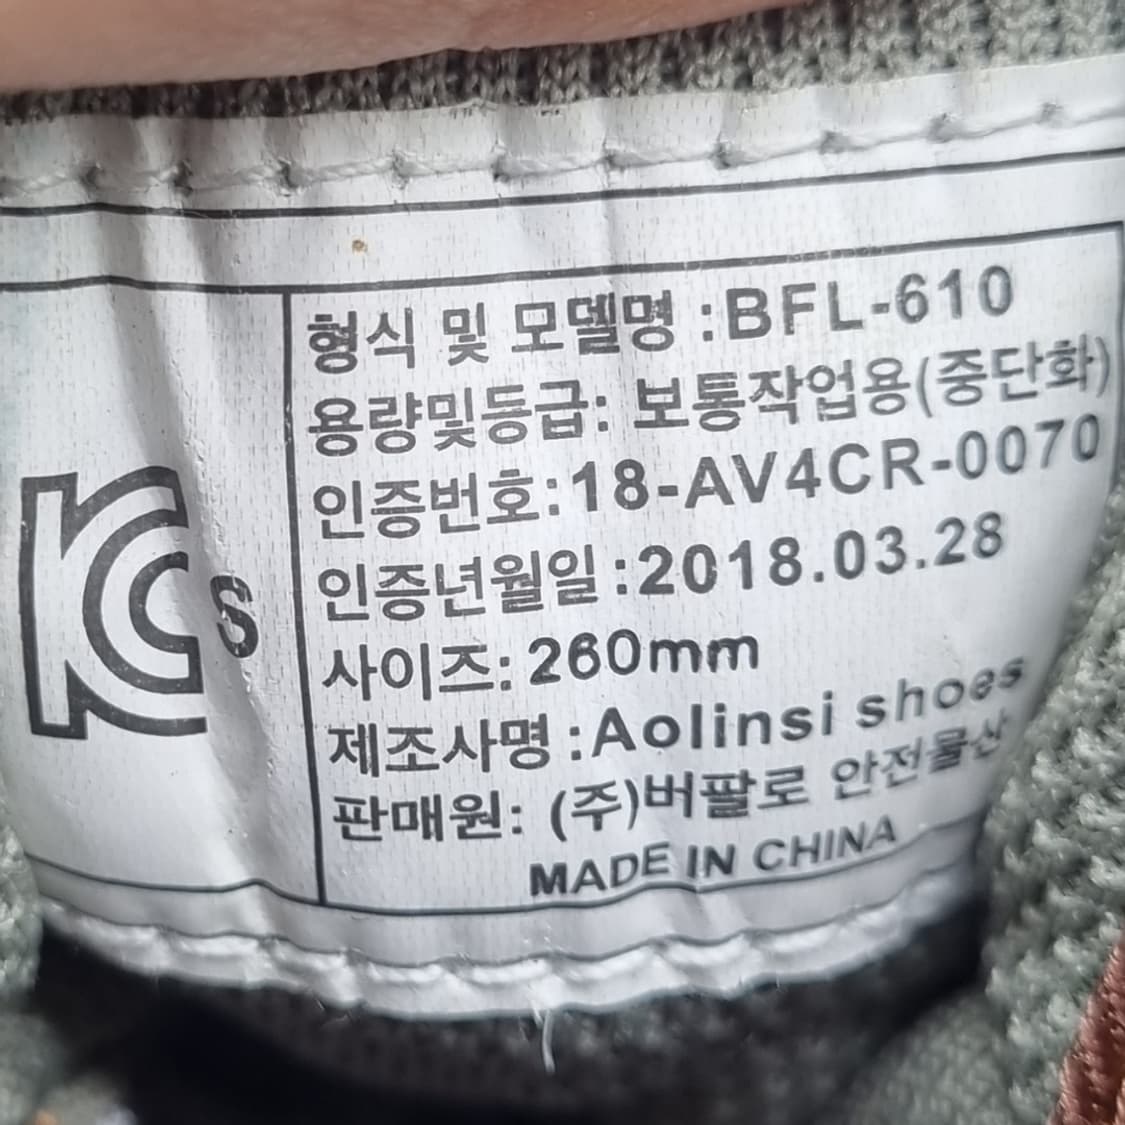 형식 및 모델명 :BFL-610
용량및등급: 보통작업용(중단화)
인증번호:18-AV4CR-0070
인증년월일:2018.03.28
사이즈: 260mm
제조사명:Aolinsi shoes
판매원: (주)버팔로 안전물산
MADE IN CHINA
KCs